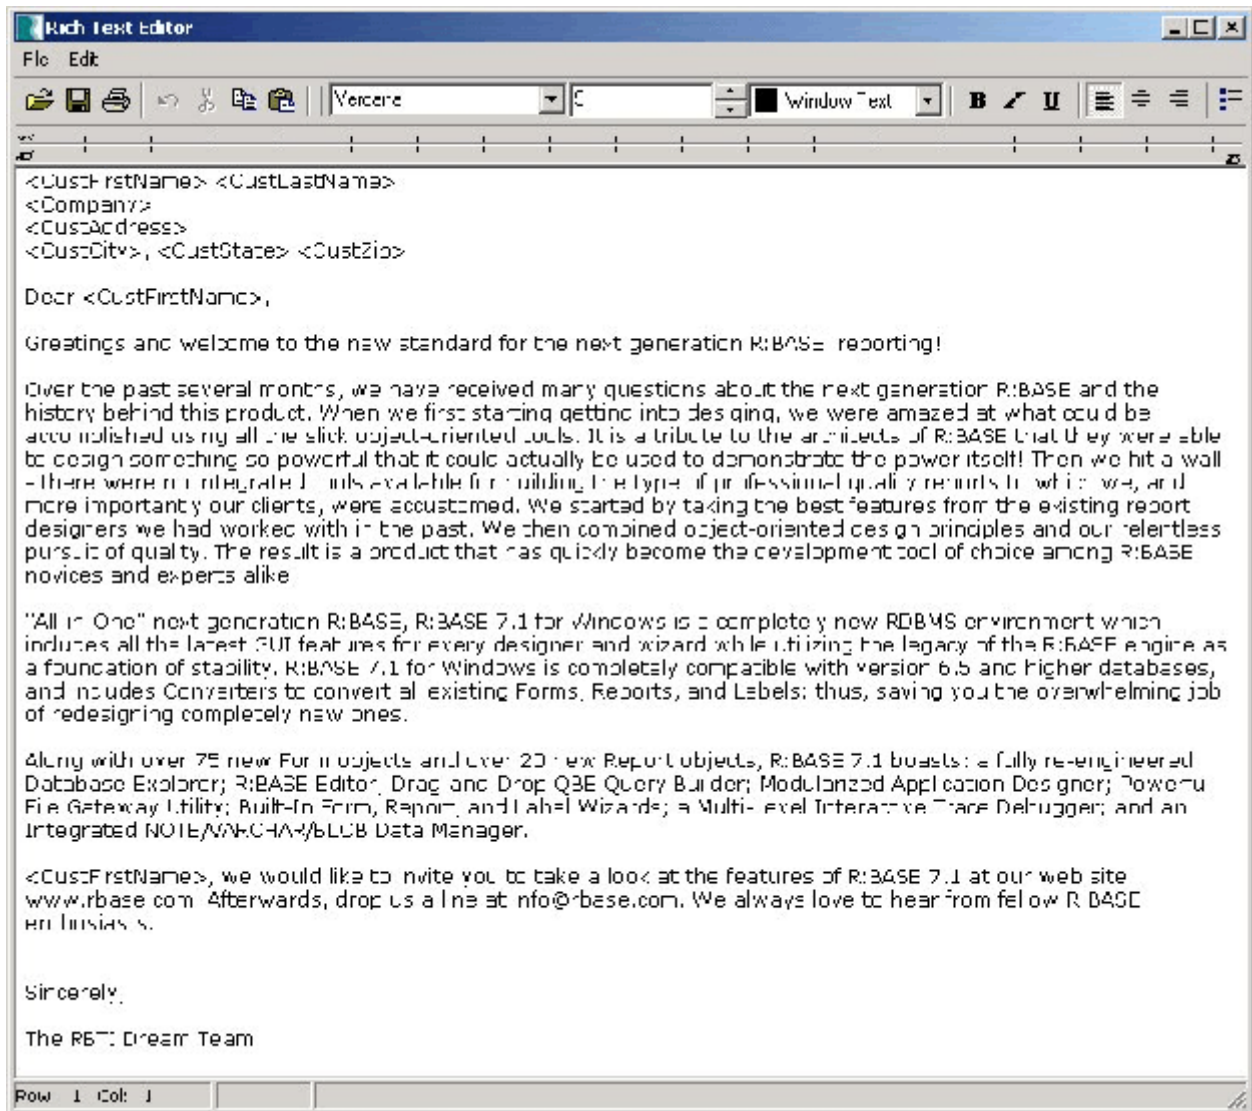 Rich Text Editor
File Edit
Verdana
Window Text
B I U
<CustFirstName> <CustLastName>
<Company>
<CustAddress>
<CustCity>, <CustState> <CustZip>
Dear <CustFirstName>,
Greetings and welcome to the new standard for the next generation R:BASE reporting!
Over the past several months, we have received many questions about the next generation R:BASE and the
history behind this product. When we first starting getting into desiging, we were amazed at what could be
accomplished using all the slick object-oriented tools. It is a tribute to the architects of R:BASE that they were able
to design something so powerful that it could actually be used to demonstrate the power itself! Then we hit a wall
- there were no integrated tools available for building the type of professional quality reports to which we, and
more importantly our clients, were accustomed. We started by taking the best features from the existing report
designers we had worked with in the past. We then combined object-oriented design principles and our relentless
pursuit of quality. The result is a product that has quickly become the development tool of choice among R:BASE
novices and experts alike
"All-in-One" next generation R:BASE, R:BASE 7.1 for Windows is a completely new RDBMS environment which
includes all the latest GUI features for every designer and wizard while utilizing the legacy of the R:BASE engine as
a foundation of stability. R:BASE 7.1 for Windows is completely compatible with version 6.5 and higher databases,
and includes Converters to convert all existing Forms, Reports, and Labels; thus, saving you the overwhelming job
of redesigning completely new ones.
Along with over 75 new Form objects and over 20 new Report objects, R:BASE 7.1 boasts: a fully re-engineered
Database Explorer; R:BASE Editor; Drag and Drop QBE Query Builder; Modularized Application Designer; Powerful
File Gateway Utility; Built-In Form, Report, and Label Wizards; a Multi-Level Interactive Trace Debugger; and an
Integrated NOTE/VARCHAR/BLOB Data Manager.
<CustFirstName>, we would like to invite you to take a look at the features of R:BASE 7.1 at our web site
www.rbase.com. Afterwards, drop us a line at info@rbase.com. We always love to hear from fellow R:BASE
enthusiasts.
Sincerely,
The RBTI Dream Team
Row: 1 Col: 1